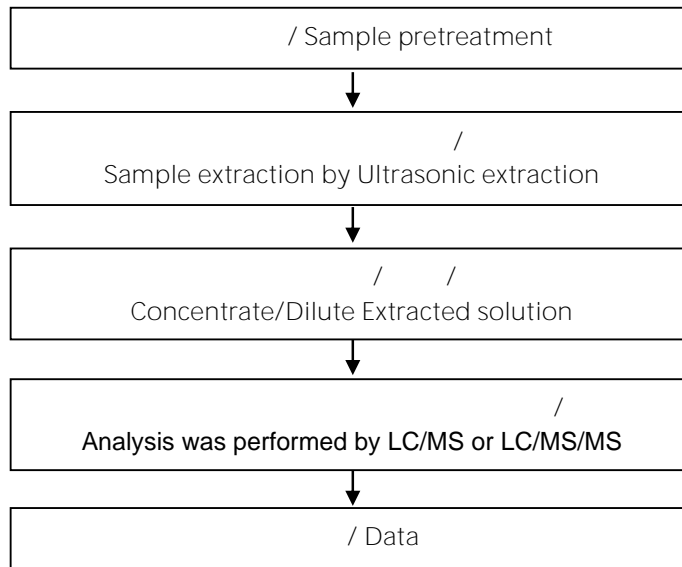 / Sample pretreatment
/
Sample extraction by Ultrasonic extraction
/ /
Concentrate/Dilute Extracted solution
/
Analysis was performed by LC/MS or LC/MS/MS
/ Data